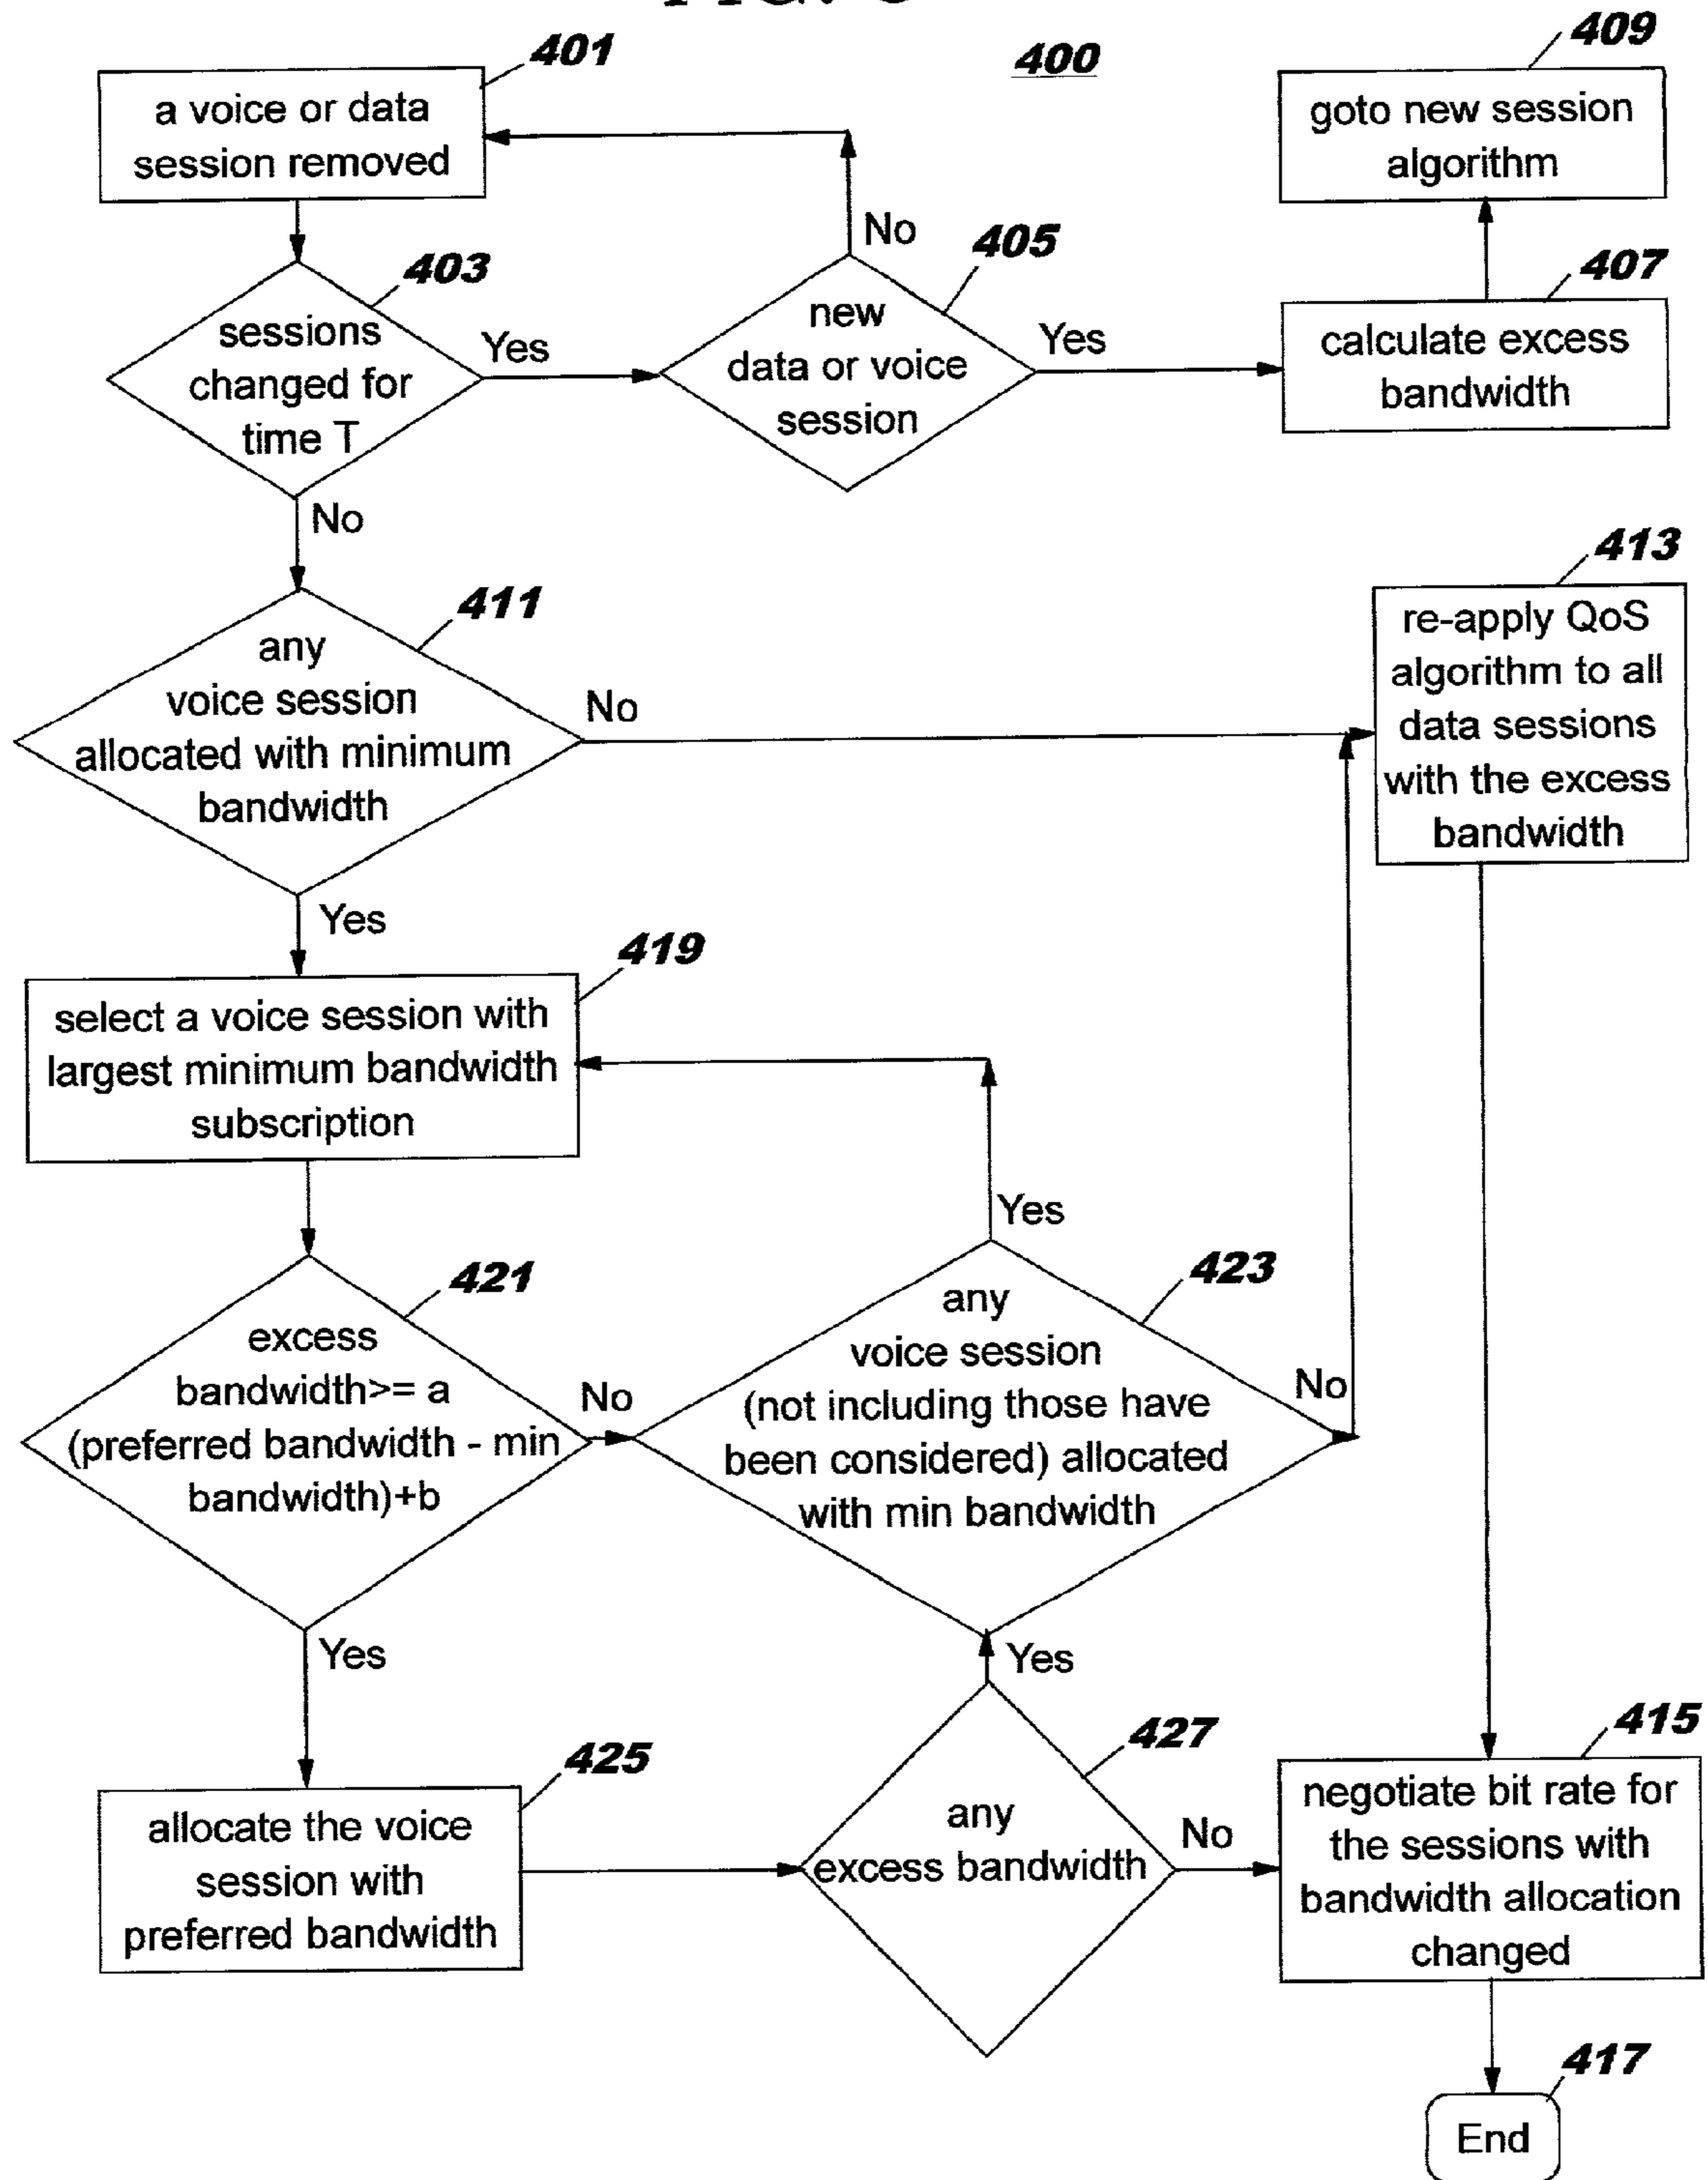 401
400
409
a voice or data
session removed
goto new session
algorithm
No
405
407
403
sessions
changed for
time T
Yes
new
data or voice
session
Yes
calculate excess
bandwidth
No
413
411
any
voice session
allocated with minimum
bandwidth
No
re-apply QoS
algorithm to all
data sessions
with the excess
bandwidth
Yes
419
select a voice session with
largest minimum bandwidth
subscription
Yes
421
423
excess
bandwidth>= a
(preferred bandwidth - min
bandwidth)+b
No
any
voice session
(not including those have
been considered) allocated
with min bandwidth
No
Yes
Yes
425
427
415
allocate the voice
session with
preferred bandwidth
any
excess bandwidth
No
negotiate bit rate for
the sessions with
bandwidth allocation
changed
417
End